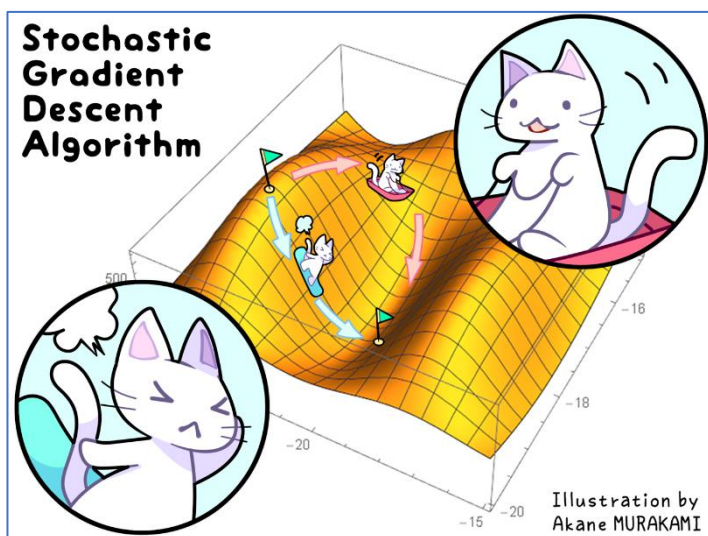 Stochastic
Gradient
Descent
Algorithm
500
-16
-18
-20
-20
-15
Illustration by
Akane MURAKAMI